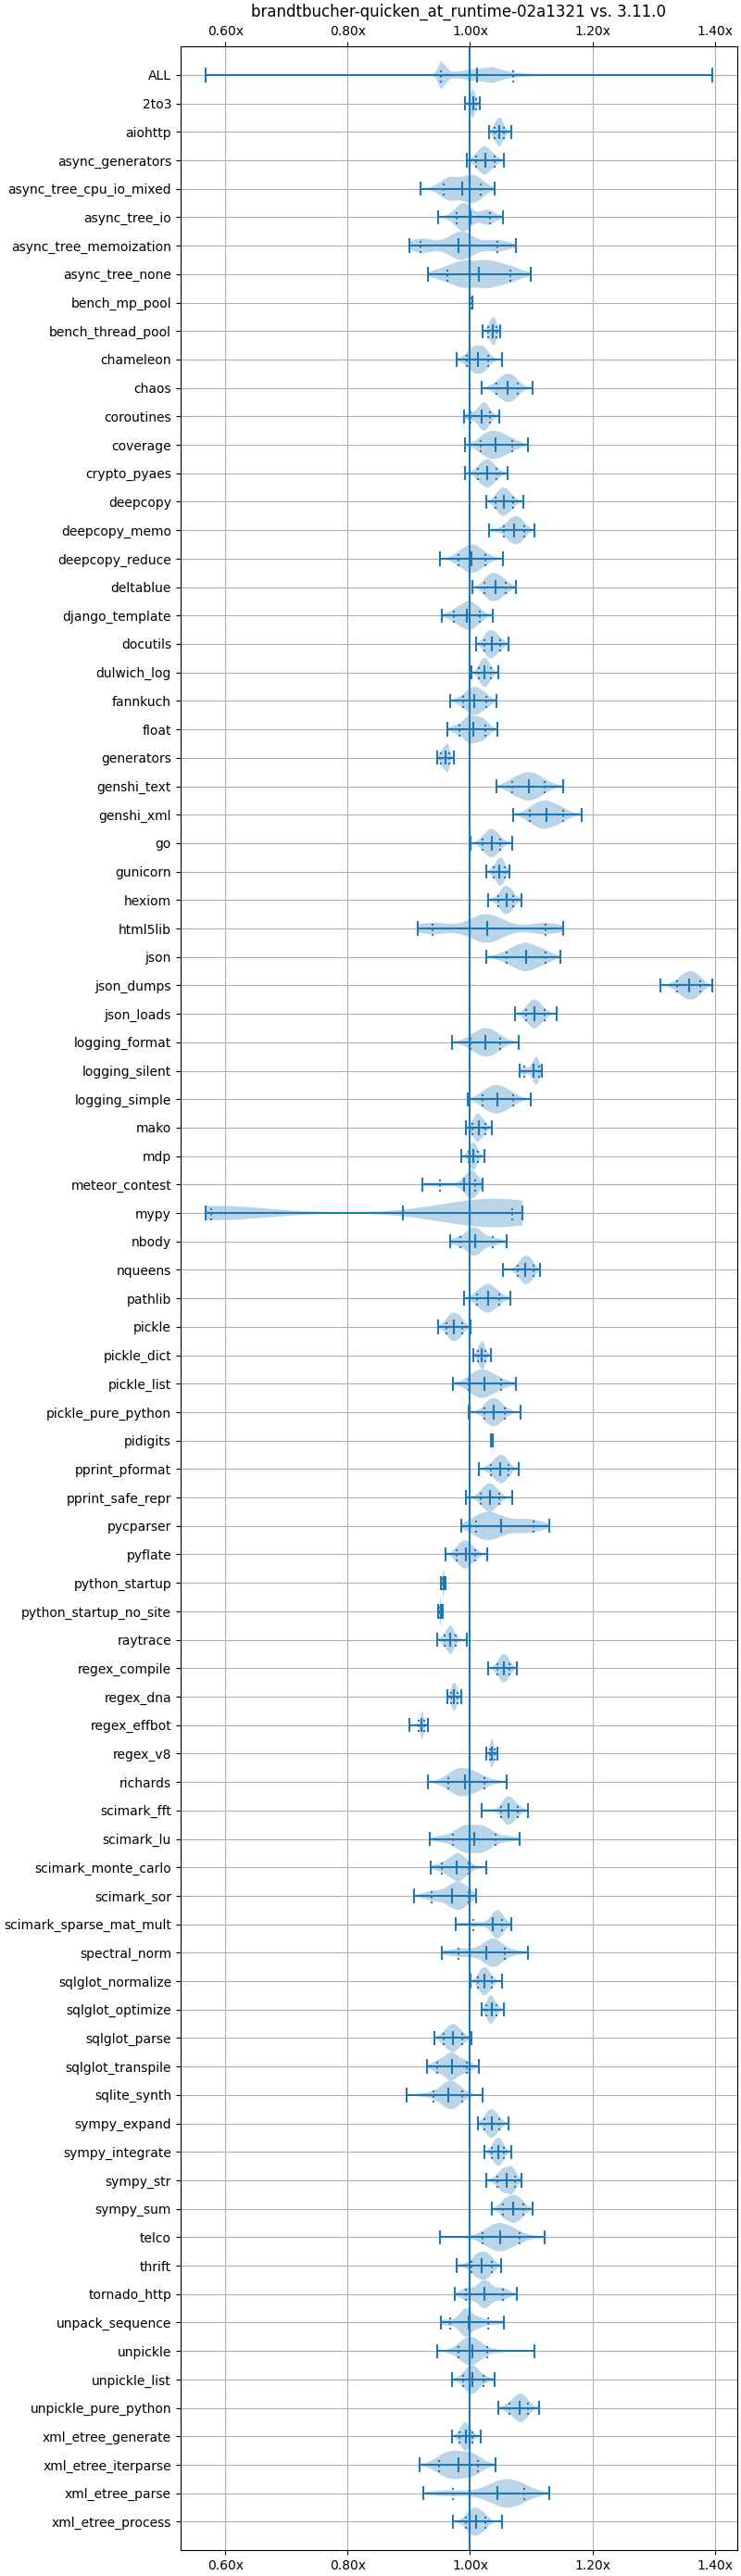 brandtbucher-quicken_at_runtime-02a1321 vs. 3.11.0
0.60x 0.80x 1.00x 1.20x 1.40x
ALL
2to3
aiohttp
async_generators
async_tree_cpu_io_mixed
async_tree_io
async_tree_memoization
async_tree_none
bench_mp_pool
bench_thread_pool
chameleon
chaos
coroutines
coverage
crypto_pyaes
deepcopy
deepcopy_memo
deepcopy_reduce
deltablue
django_template
docutils
dulwich_log
fannkuch
float
generators
genshi_text
genshi_xml
go
gunicorn
hexiom
html5lib
json
json_dumps
json_loads
logging_format
logging_silent
logging_simple
mako
mdp
meteor_contest
mypy
nbody
nqueens
pathlib
pickle
pickle_dict
pickle_list
pickle_pure_python
pidigits
pprint_pformat
pprint_safe_repr
pycparser
pyflate
python_startup
python_startup_no_site
raytrace
regex_compile
regex_dna
regex_effbot
regex_v8
richards
scimark_fft
scimark_lu
scimark_monte_carlo
scimark_sor
scimark_sparse_mat_mult
spectral_norm
sqlglot_normalize
sqlglot_optimize
sqlglot_parse
sqlglot_transpile
sqlite_synth
sympy_expand
sympy_integrate
sympy_str
sympy_sum
telco
thrift
tornado_http
unpack_sequence
unpickle
unpickle_list
unpickle_pure_python
xml_etree_generate
xml_etree_iterparse
xml_etree_parse
xml_etree_process
0.60x 0.80x 1.00x 1.20x 1.40x